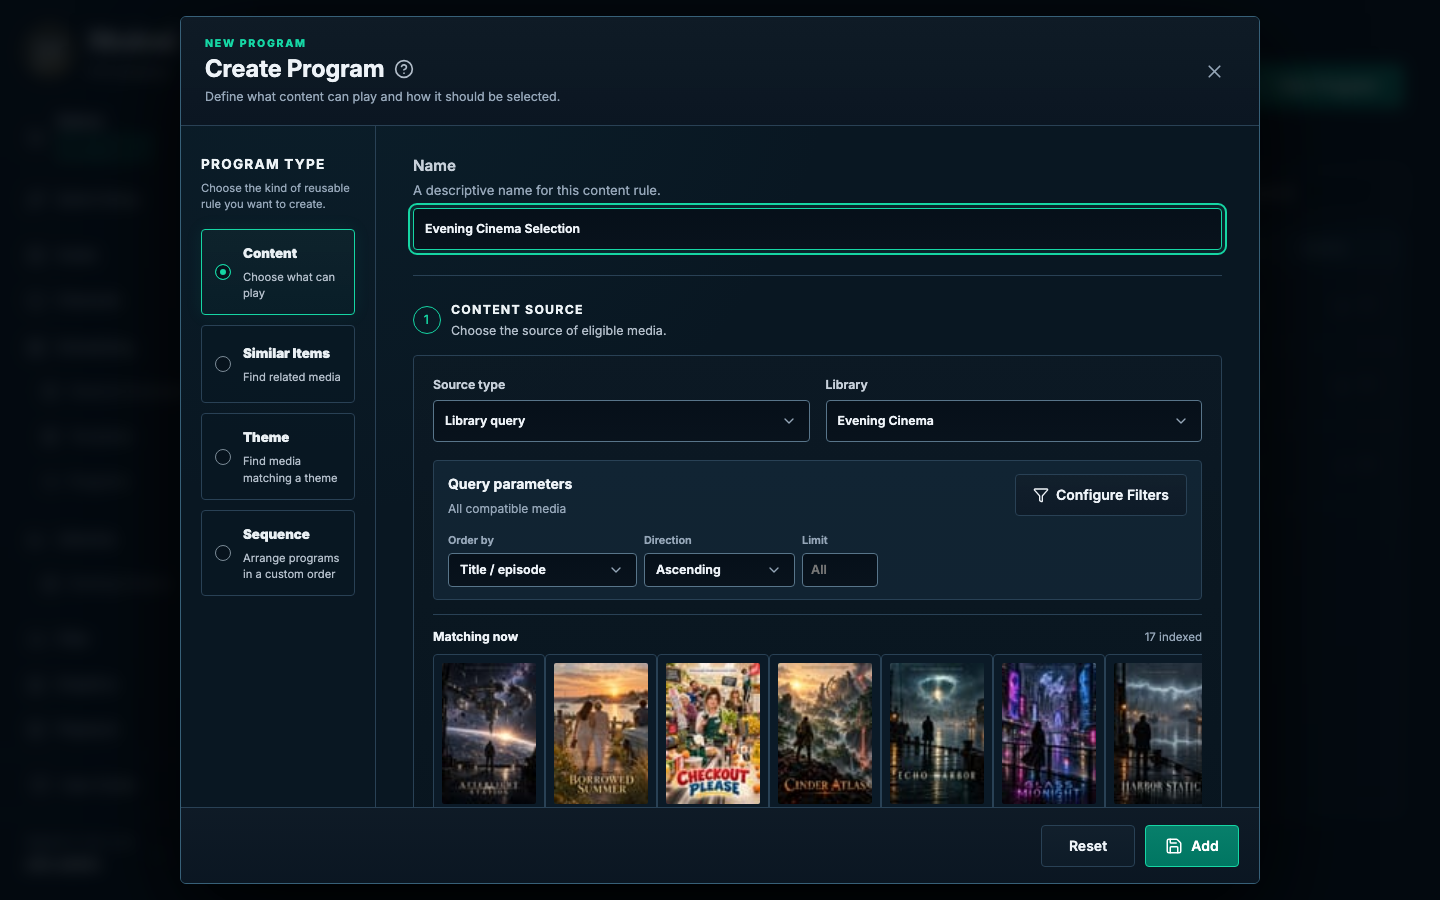 NEW PROGRAM
Create Program
Define what content can play and how it should be selected.
PROGRAM TYPE
Choose the kind of reusable
rule you want to create.
Content
Choose what can
play
Similar Items
Find related media
Theme
Find media
matching a theme
Sequence
Arrange programs
in a custom order
Name
A descriptive name for this content rule.
Evening Cinema Selection
1
CONTENT SOURCE
Choose the source of eligible media.
Source type
Library
Library query
Evening Cinema
Query parameters
All compatible media
Configure Filters
Order by
Direction
Limit
Title / episode
Ascending
All
Matching now
17 indexed
AFTERLIGHT
STATION
BORROWED
SUMMER
CHECKOUT
PLEASE
CINDER ATLAS
ECHO HARBOR
GLASS
MIDNIGHT
HARBOR STATIC
Reset
Add